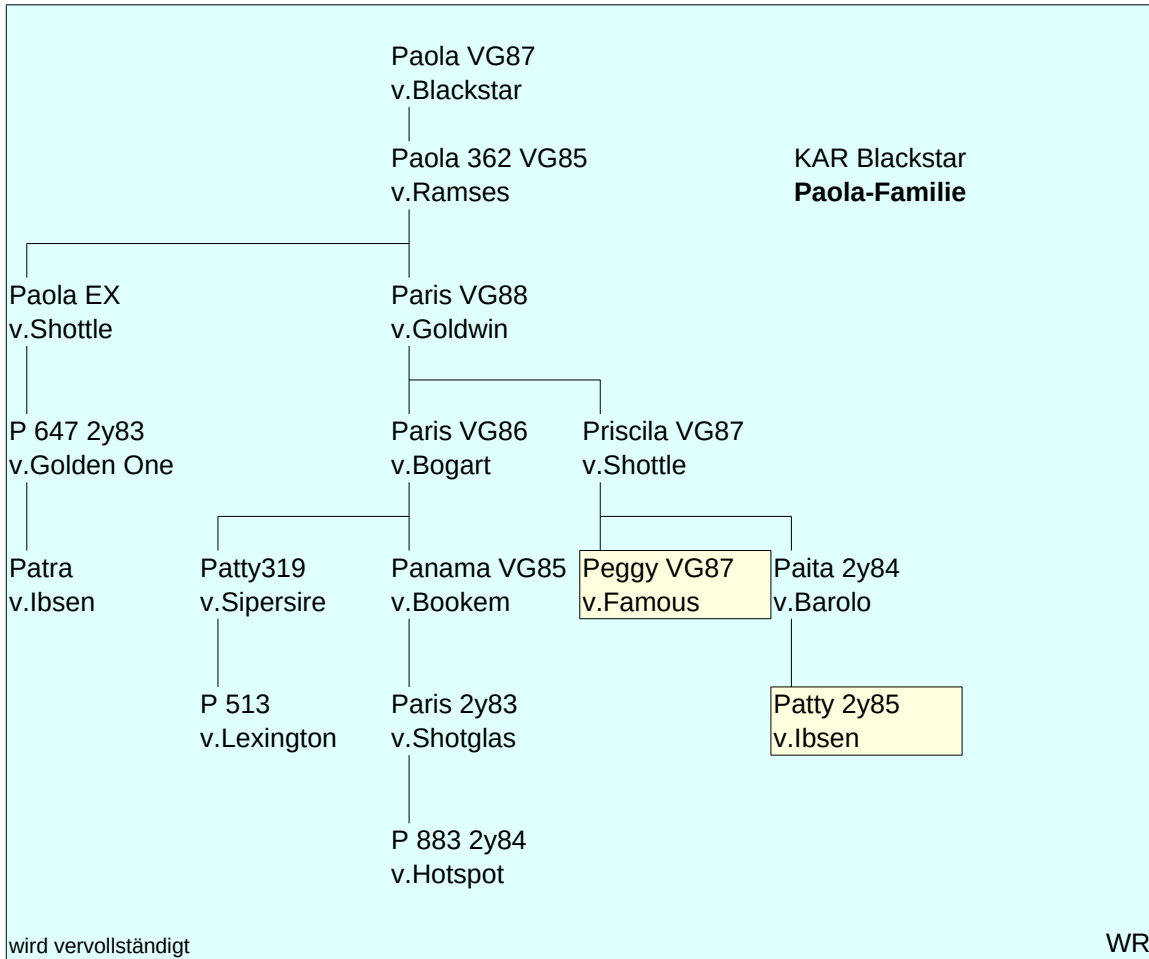 Paola VG87
v.Blackstar
Paola 362 VG85
v.Ramses
KAR Blackstar
Paola-Familie
Paola EX
v.Shottle
Paris VG88
v.Goldwin
P 647 2y83
v.Golden One
Paris VG86
v.Bogart
Priscila VG87
v.Shottle
Patra
v.Ibsen
Patty319
v.Sipersire
Panama VG85
v.Bookem
Peggy VG87
v.Famous
Paita 2y84
v.Barolo
P 513
v.Lexington
Paris 2y83
v.Shotglas
Patty 2y85
v.Ibsen
P 883 2y84
v.Hotspot
wird vervollständigt
WR